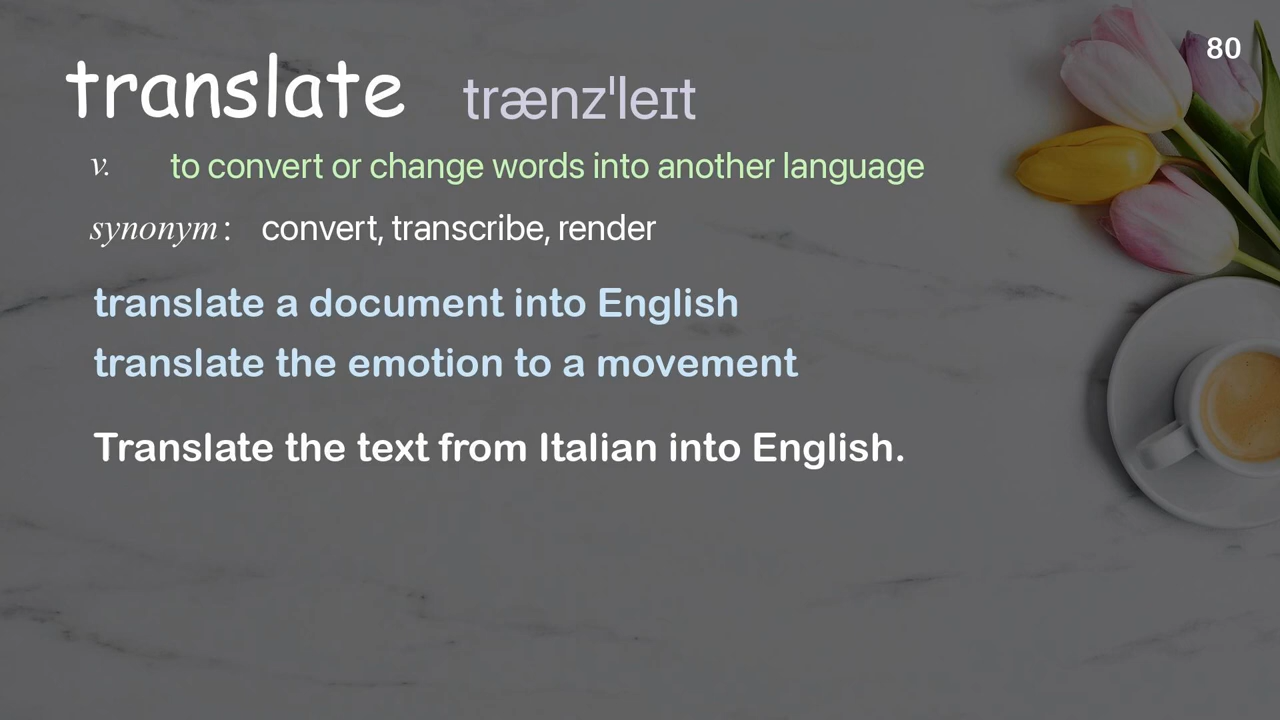 80
translate trænz'leɪt
v. to convert or change words into another language
synonym: convert, transcribe, render
translate a document into English
translate the emotion to a movement
Translate the text from Italian into English.